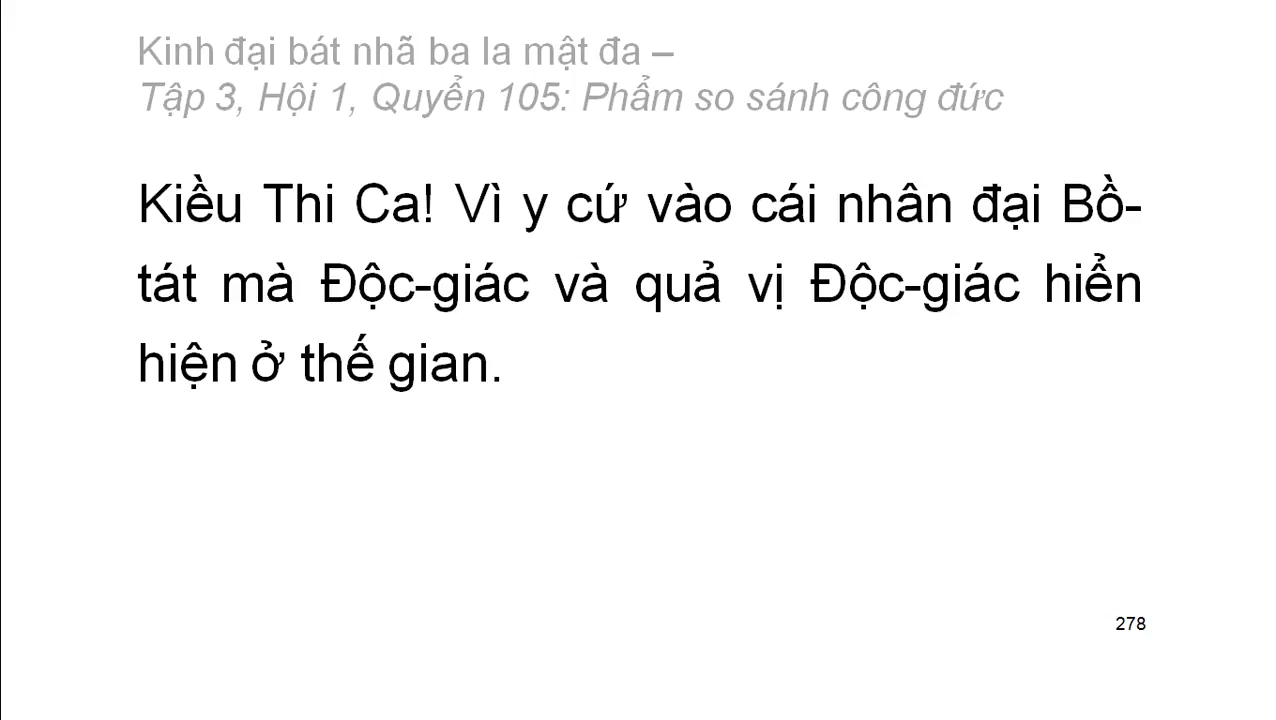 Kinh đại bát nhã ba la mật đa –
Tập 3, Hội 1, Quyển 105: Phẩm so sánh công đức
Kiều Thi Ca! Vì y cứ vào cái nhân đại Bồ-
tát mà Độc-giác và quả vị Độc-giác hiển
hiện ở thế gian.
278